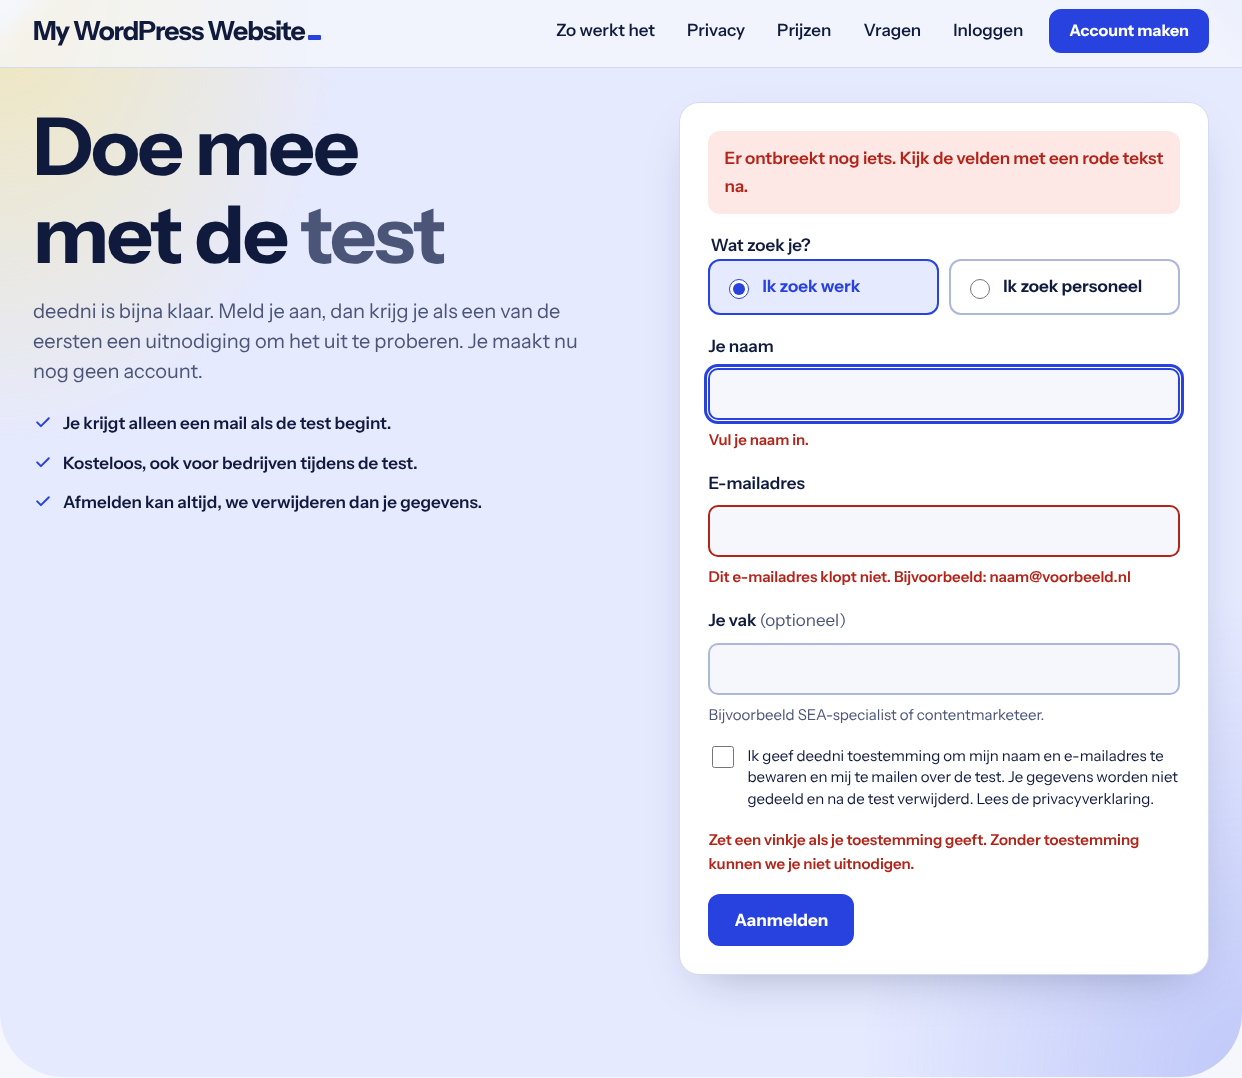 My WordPress Website
Zo werkt het
Privacy
Prijzen
Vragen
Inloggen
Account maken
Doe mee
met de test
deedni is bijna klaar. Meld je aan, dan krijg je als een van de
eersten een uitnodiging om het uit te proberen. Je maakt nu
nog geen account.
Je krijgt alleen een mail als de test begint.
Kosteloos, ook voor bedrijven tijdens de test.
Afmelden kan altijd, we verwijderen dan je gegevens.
Er ontbreekt nog iets. Kijk de velden met een rode tekst
na.
Wat zoek je?
Ik zoek werk
Ik zoek personeel
Je naam
Vul je naam in.
E-mailadres
Dit e-mailadres klopt niet. Bijvoorbeeld: naam@voorbeeld.nl
Je vak (optioneel)
Bijvoorbeeld SEA-specialist of contentmarketeer.
Ik geef deedni toestemming om mijn naam en e-mailadres te
bewaren en mij te mailen over de test. Je gegevens worden niet
gedeeld en na de test verwijderd. Lees de privacyverklaring.
Zet een vinkje als je toestemming geeft. Zonder toestemming
kunnen we je niet uitnodigen.
Aanmelden